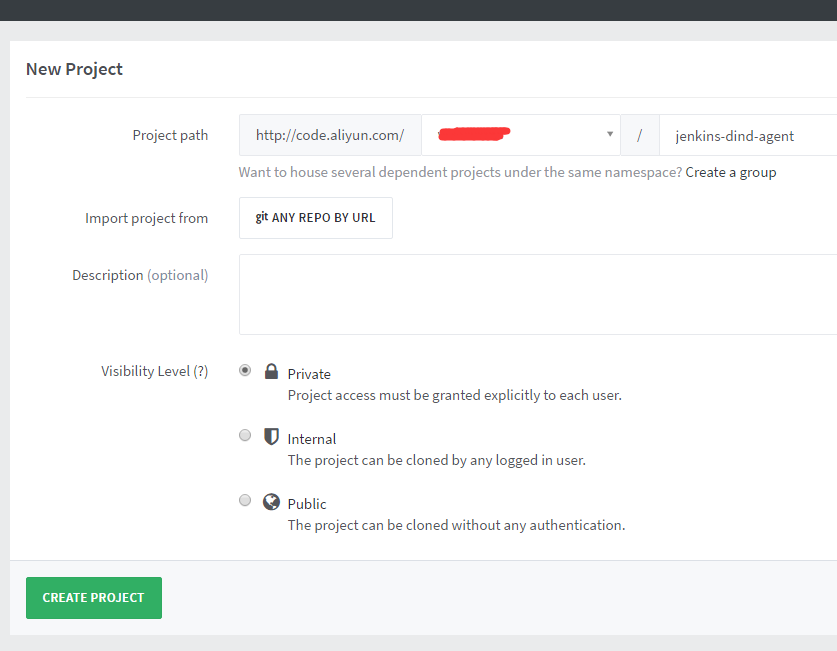 New Project
Project path http://code.aliyun.com/ / jenkins-dind-agent
Want to house several dependent projects under the same namespace? Create a group
Import project from git ANY REPO BY URL
Description (optional)
Visibility Level (?) Private
Project access must be granted explicitly to each user.
Internal
The project can be cloned by any logged in user.
Public
The project can be cloned without any authentication.
CREATE PROJECT